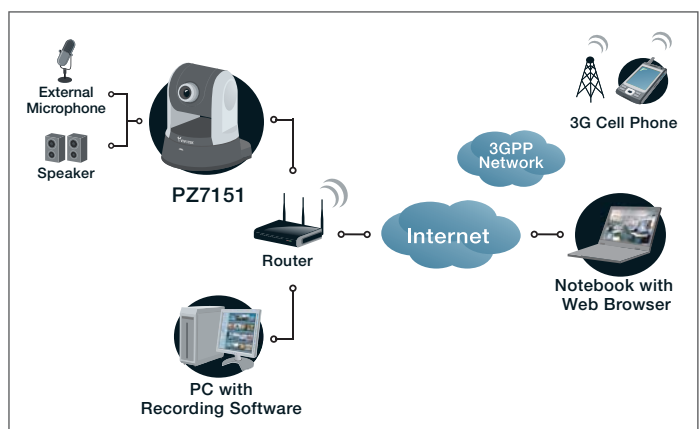 External
Microphone
Speaker
PZ7151
Router
PC with
Recording Software
Internet
3GPP
Network
3G Cell Phone
Notebook with
Web Browser